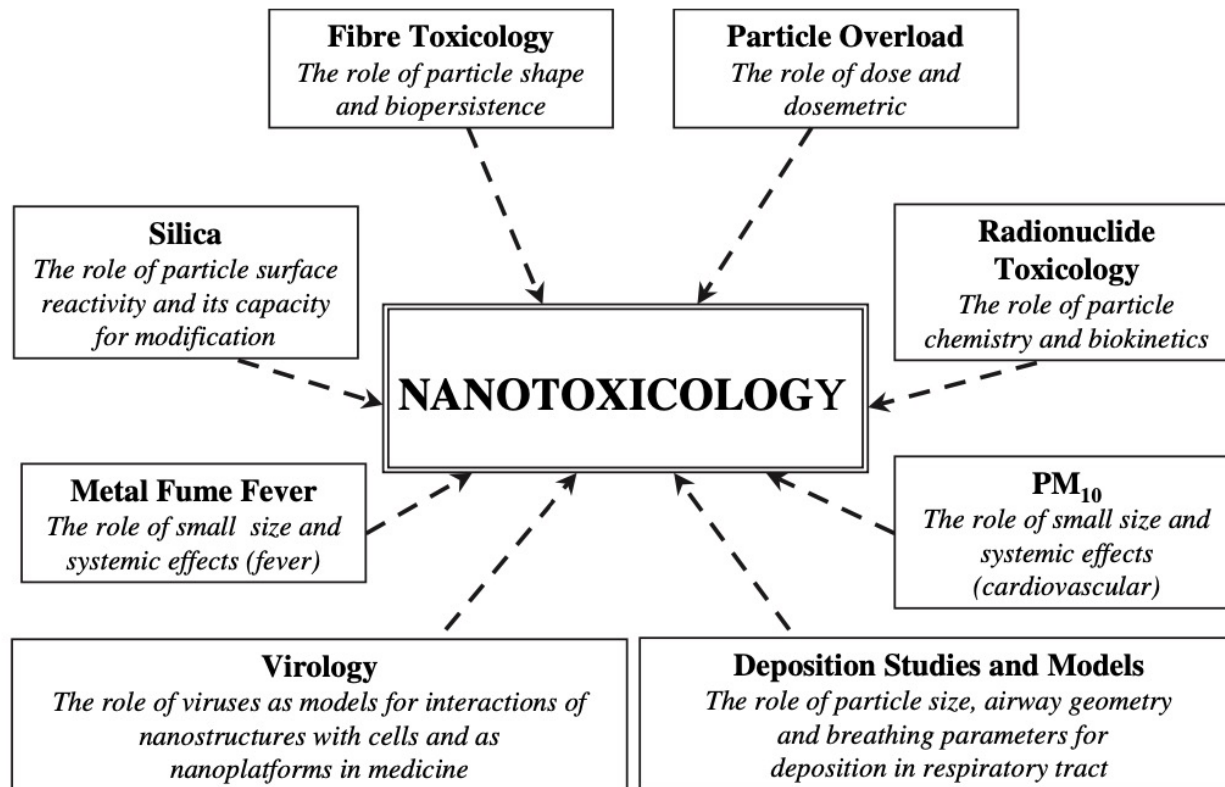 Fibre Toxicology
The role of particle shape
and biopersistence
Particle Overload
The role of dose and
dosemetric
Silica
The role of particle surface
reactivity and its capacity
for modification
Radionuclide
Toxicology
The role of particle
chemistry and biokinetics
NANOTOXICOLOGY
Metal Fume Fever
The role of small size and
systemic effects (fever)
PM₁₀
The role of small size and
systemic effects
(cardiovascular)
Virology
The role of viruses as models for interactions of
nanostructures with cells and as
nanoplatforms in medicine
Deposition Studies and Models
The role of particle size, airway geometry
and breathing parameters for
deposition in respiratory tract